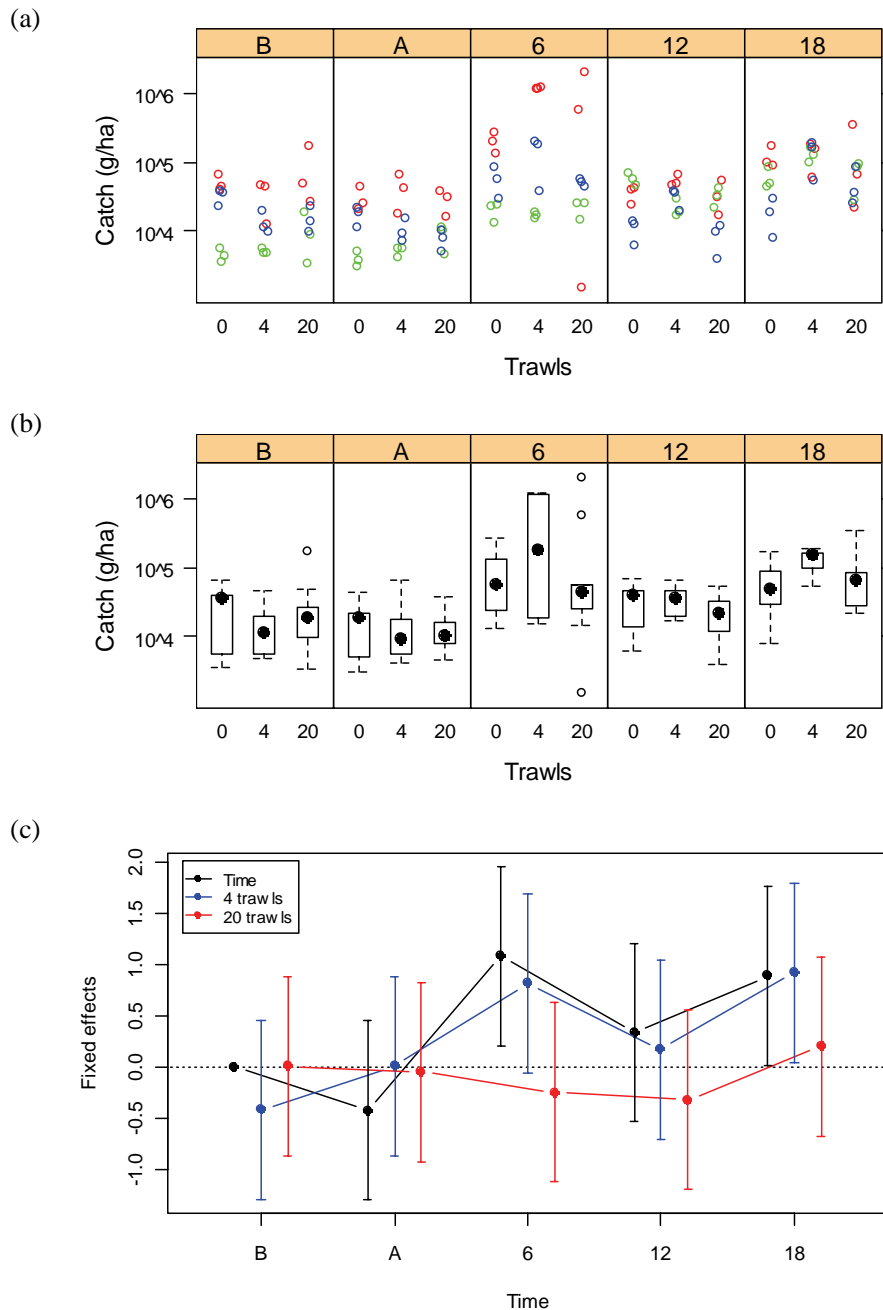 (a)
B A 6 12 18
10^6
10^5
10^4
Catch (g/ha)
0 4 20 0 4 20 0 4 20 0 4 20 0 4 20
Trawls
(b)
B A 6 12 18
10^6
10^5
10^4
Catch (g/ha)
0 4 20 0 4 20 0 4 20 0 4 20 0 4 20
Trawls
(c)
Time
4 trawls
20 trawls
2.0
1.5
1.0
0.5
0.0
-0.5
-1.0
Fixed effects
B A 6 12 18
Time